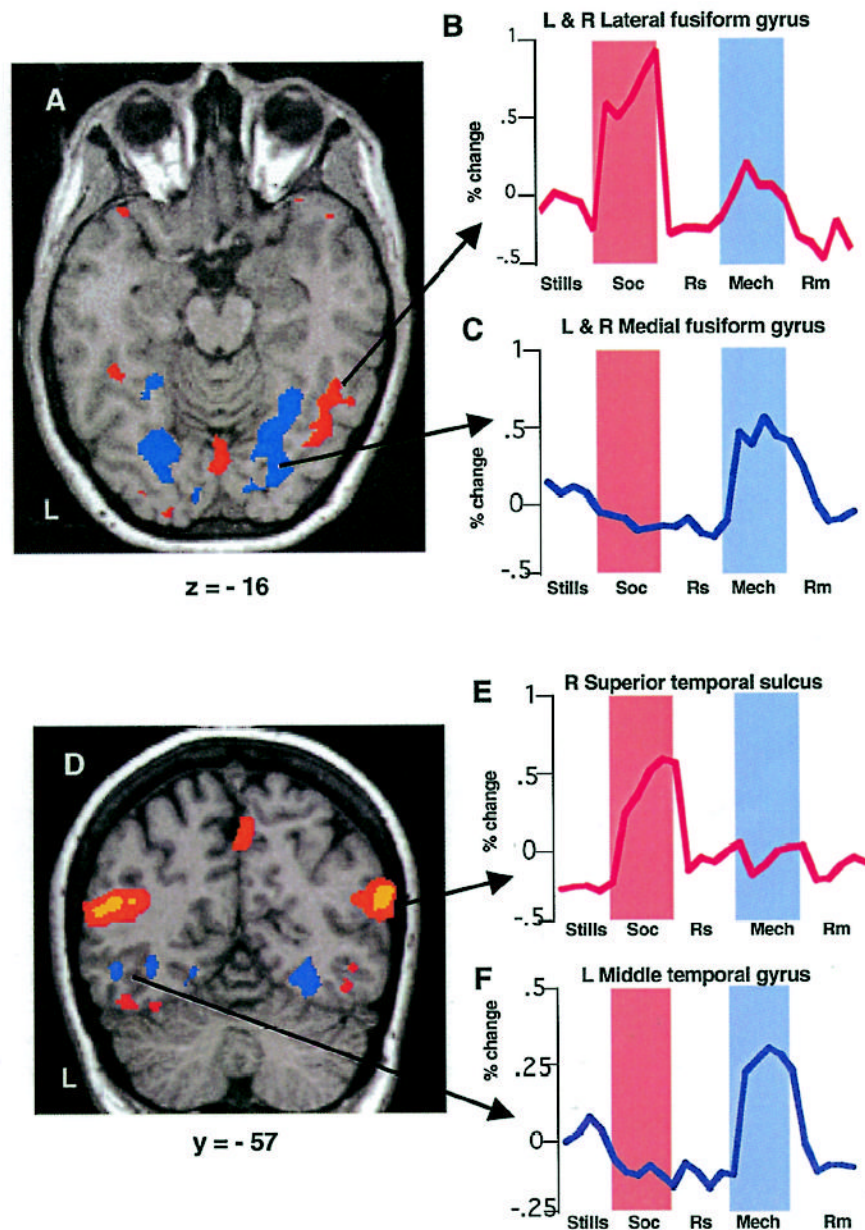 A
L
z = - 16
B
L & R Lateral fusiform gyrus
% change
1
.5
0
-.5
Stills Soc Rs Mech Rm
C
L & R Medial fusiform gyrus
% change
1
.5
0
-.5
Stills Soc Rs Mech Rm
D
L
y = - 57
E
R Superior temporal sulcus
% change
1
.5
0
-.5
Stills Soc Rs Mech Rm
F
L Middle temporal gyrus
% change
.5
.25
0
-.25
Stills Soc Rs Mech Rm